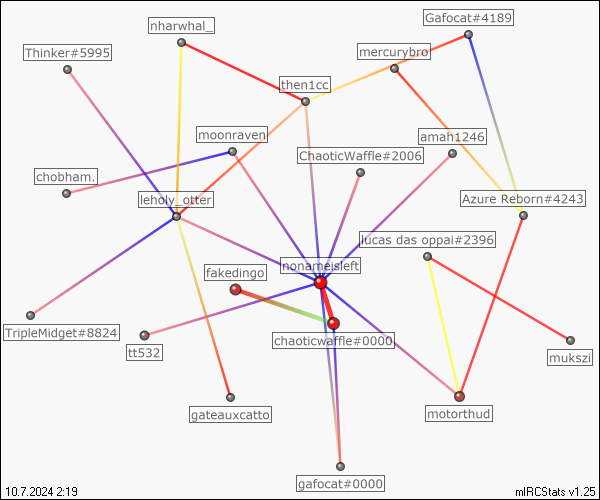 Gafocat#4189
nharwhal_
Thinker#5995
mercurybro
then1cc
moonraven
amah1246
ChaoticWaffle#2006
chobham.
leholy_otter
Azure Reborn#4243
lucas das oppai#2396
nonameisleft
fakedingo
TripleMidget#8824
chaoticwaffle#0000
tt532
mukszi
gateauxcatto
motorthud
gafocat#0000
10.7.2024 2:19
mIRCStats v1.25